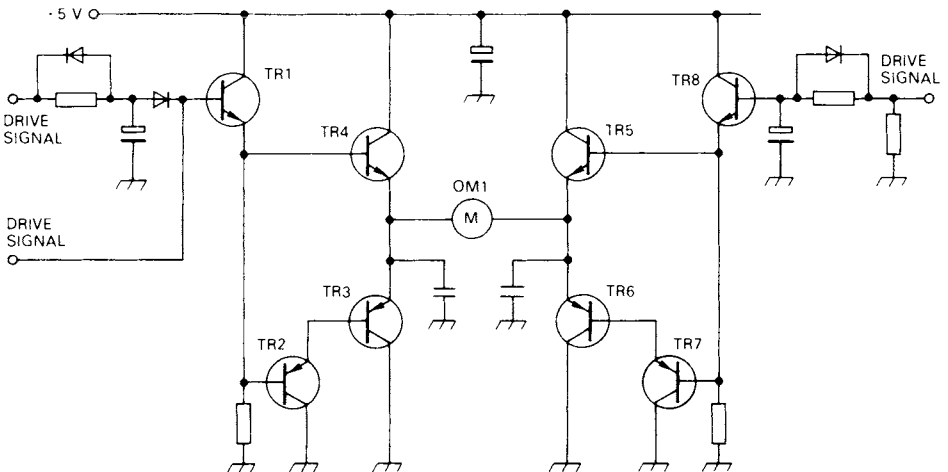 · 5 V
TR1
TR8
DRIVE
SIGNAL
DRIVE
SIGNAL
TR4
TR5
OM1
M
DRIVE
SIGNAL
TR3
TR6
TR2
TR7